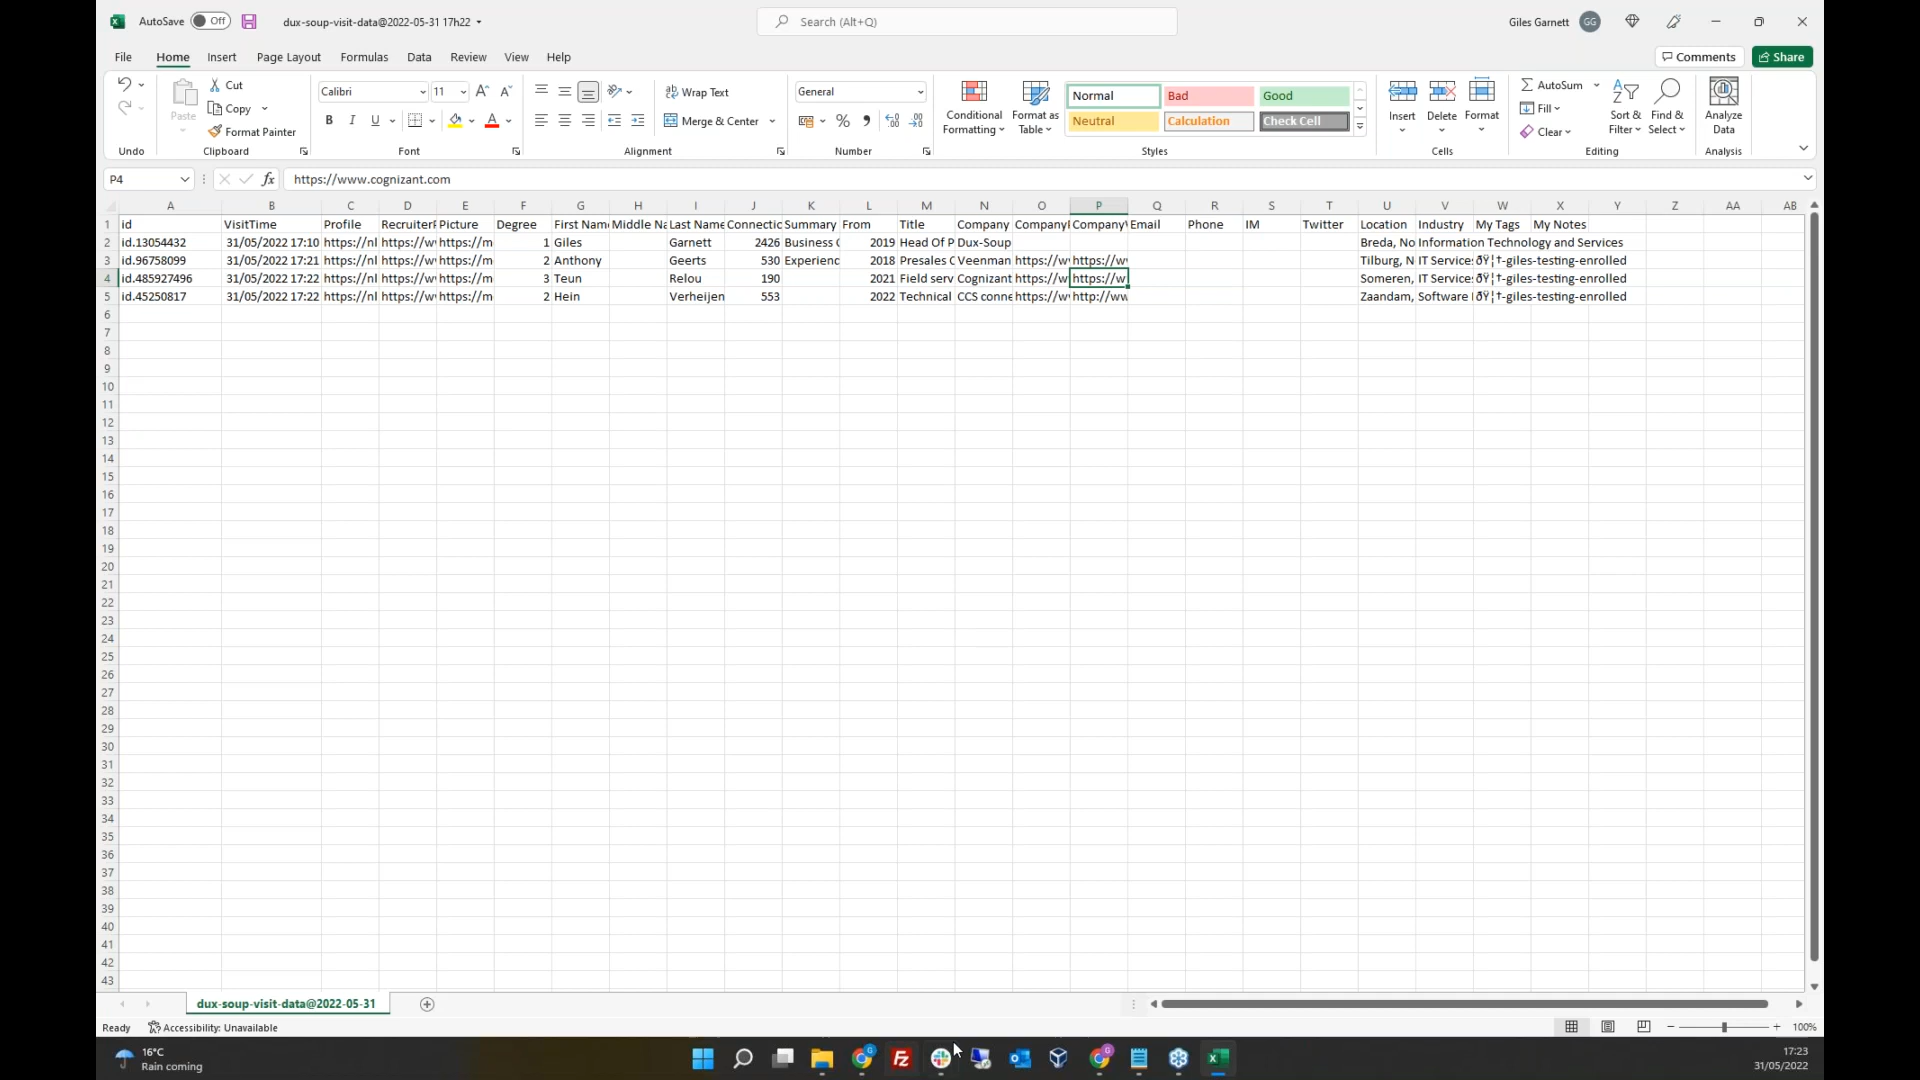 AutoSave Off dux-soup-visit-data@2022-05-31 17h22 Search (Alt+Q) Giles Garnett GG
File Home Insert Page Layout Formulas Data Review View Help Comments Share
Cut Copy Format Painter Paste
Calibri 11 B I U
Wrap Text Merge & Center
General
Conditional Formatting Format as Table
Normal Bad Good
Neutral Calculation Check Cell
Insert Delete Format
AutoSum Fill Clear Sort & Filter Find & Select Analyze Data
Undo Clipboard Font Alignment Number Styles Cells Editing Analysis
P4 fx https://www.cognizant.com
A B C D E F G H I J K L M N O P Q R S T U V W X Y Z AA AB
1 id VisitTime Profile Recruiter Picture Degree First Name Middle Na Last Name Connectic Summary From Title Company Company Company Email Phone IM Twitter Location Industry My Tags My Notes
2 id.13054432 31/05/2022 17:10 https://nl https://w https://m 1 Giles Garnett 2426 Business 2019 Head Of P Dux-Soup Breda, No Information Technology and Services
3 id.96758099 31/05/2022 17:21 https://nl https://w https://m 2 Anthony Geerts 530 Experienc 2018 Presales Veenman https://w https://w Tilburg, N IT Service: ðŸ¦†-giles-testing-enrolled
4 id.485927496 31/05/2022 17:22 https://nl https://w https://m 3 Teun Relou 190 2021 Field serv Cognizant https://w https://w Someren, IT Service: ðŸ¦†-giles-testing-enrolled
5 id.45250817 31/05/2022 17:22 https://nl https://w https://m 2 Hein Verheijen 553 2022 Technical CCS conne https://w http://ww Zaandam, Software ðŸ¦†-giles-testing-enrolled
6
7
8
9
10
11
12
13
14
15
16
17
18
19
20
21
22
23
24
25
26
27
28
29
30
31
32
33
34
35
36
37
38
39
40
41
42
43
dux-soup-visit-data@2022-05-31
Ready Accessibility: Unavailable 100%
16°C
Rain coming
17:23
31/05/2022